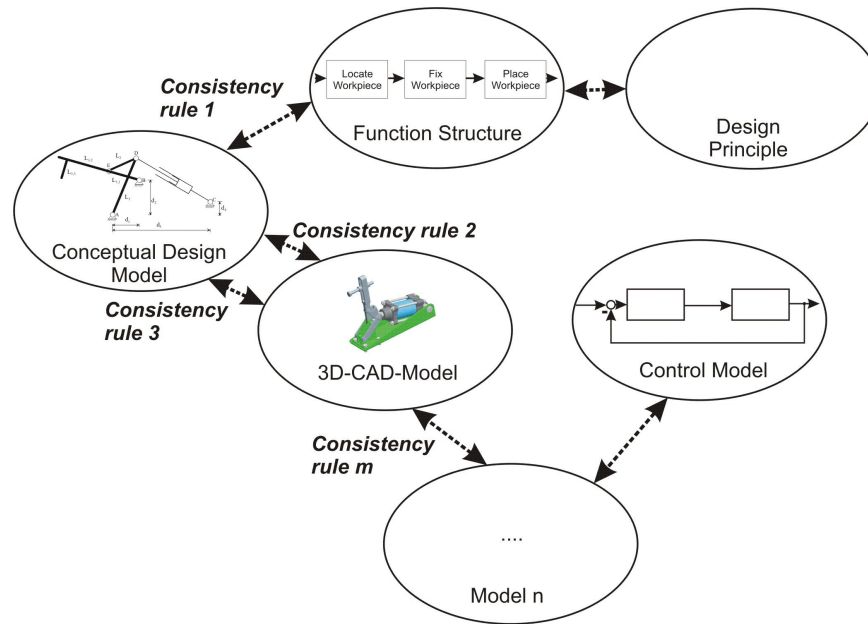 Consistency
rule 1
Locate
Workpiece
Fix
Workpiece
Place
Workpiece
Function Structure
Design
Principle
Conceptual Design
Model
D
A
Consistency rule 2
Consistency
rule 3
3D-CAD-Model
Control Model
Consistency
rule m
....
Model n